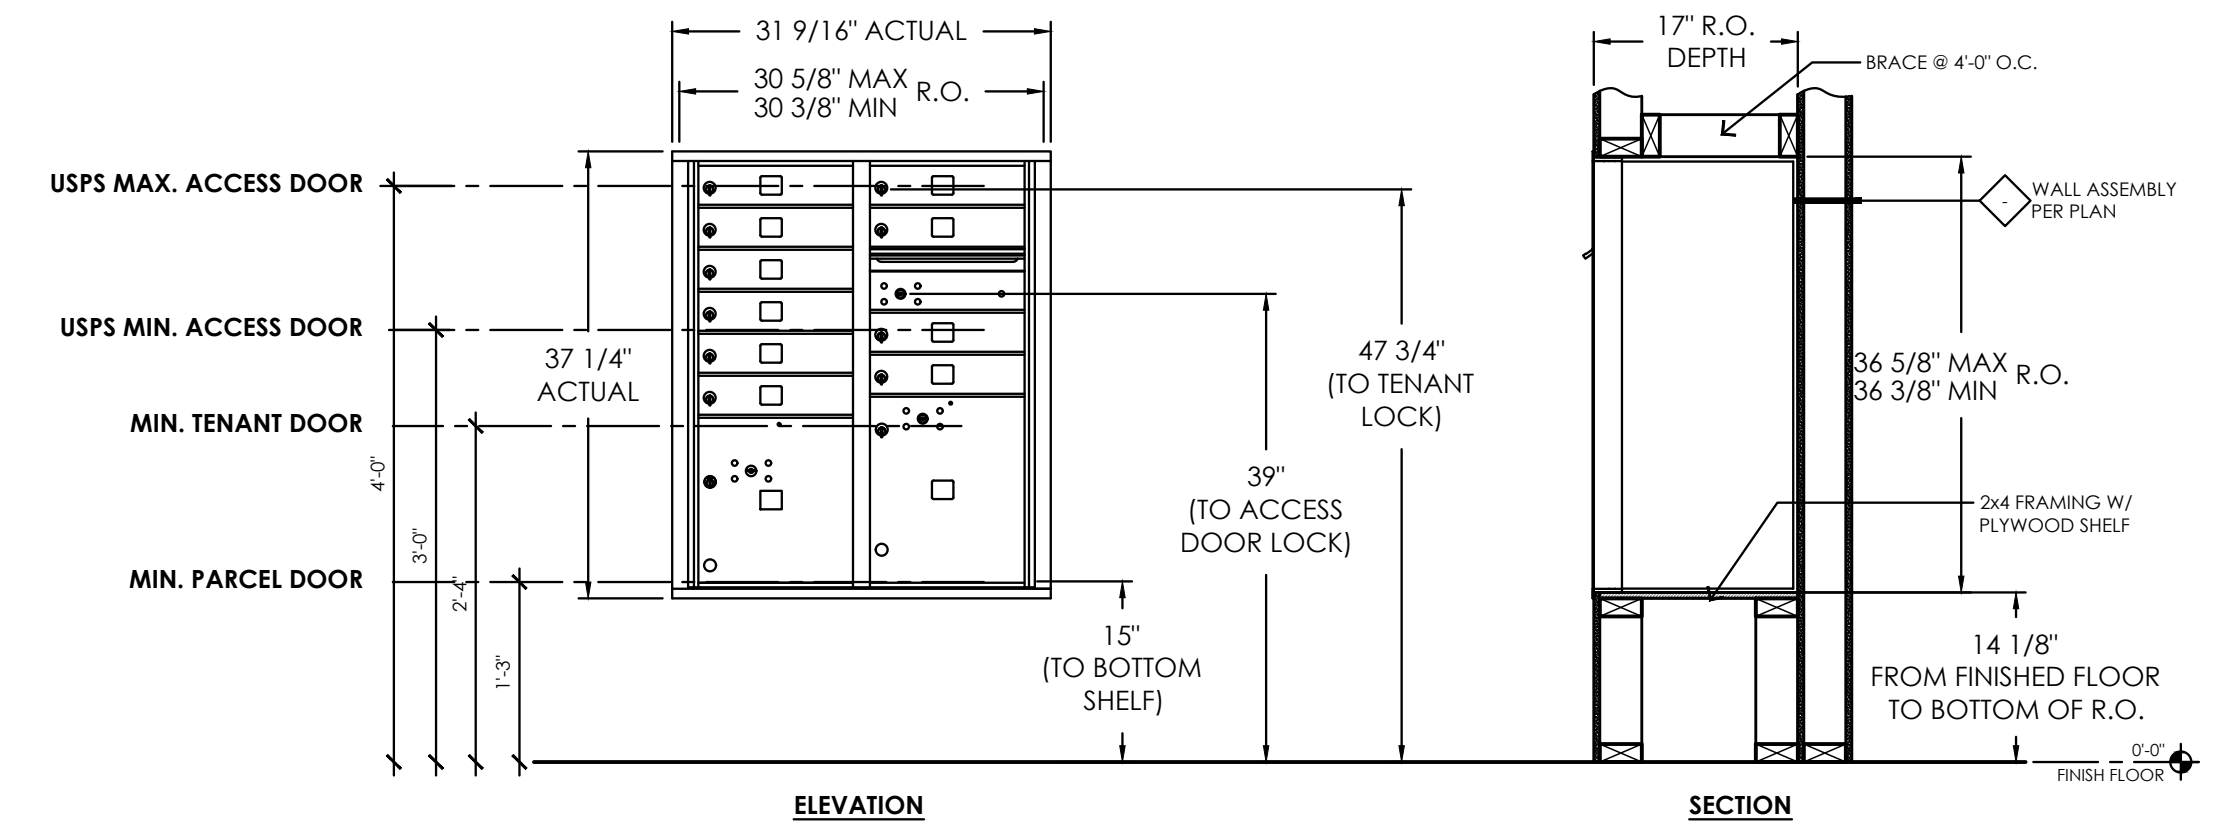 31 9/16" ACTUAL
30 5/8" MAX
30 3/8" MIN
R.O.
USPS MAX. ACCESS DOOR
USPS MIN. ACCESS DOOR
MIN. TENANT DOOR
MIN. PARCEL DOOR
4'-0"
3'-0"
2'-4"
1'-3"
37 1/4"
ACTUAL
15"
(TO BOTTOM
SHELF)
39"
(TO ACCESS
DOOR LOCK)
47 3/4"
(TO TENANT
LOCK)
ELEVATION
17" R.O.
DEPTH
BRACE @ 4'-0" O.C.
-
WALL ASSEMBLY
PER PLAN
36 5/8" MAX
36 3/8" MIN
R.O.
2x4 FRAMING W/
PLYWOOD SHELF
14 1/8"
FROM FINISHED FLOOR
TO BOTTOM OF R.O.
0'-0"
FINISH FLOOR
SECTION